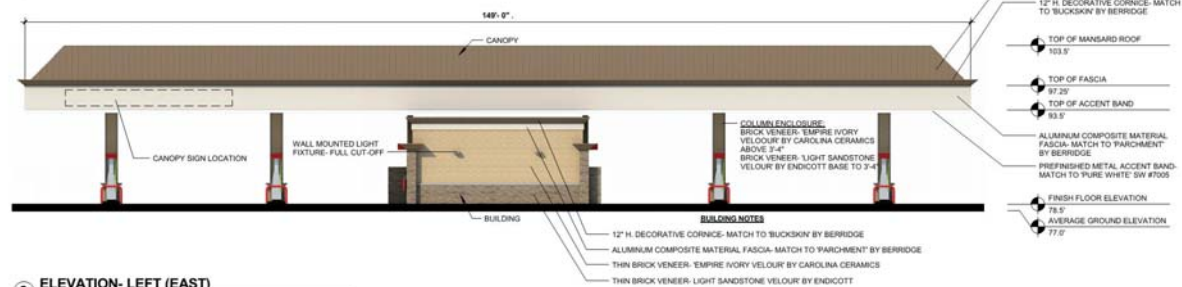 149'- 0" .
CANOPY
CANOPY SIGN LOCATION
WALL MOUNTED LIGHT
FIXTURE- FULL CUT-OFF
COLUMN ENCLOSURE:
BRICK VENEER- 'EMPIRE IVORY
VELOUR' BY CAROLINA CERAMICS
ABOVE 3'-4"
BRICK VENEER- 'LIGHT SANDSTONE
VELOUR' BY ENDICOTT BASE TO 3'-4"
12" H. DECORATIVE CORNICE- MATCH
TO 'BUCKSKIN' BY BERRIDGE
TOP OF MANSARD ROOF
103.5'
TOP OF FASCIA
97.25'
TOP OF ACCENT BAND
93.5'
ALUMINUM COMPOSITE MATERIAL
FASCIA- MATCH TO 'PARCHMENT'
BY BERRIDGE
PREFINISHED METAL ACCENT BAND-
MATCH TO 'PURE WHITE' SW #7005
FINISH FLOOR ELEVATION
78.5'
AVERAGE GROUND ELEVATION
77.0'
BUILDING
BUILDING NOTES
12" H. DECORATIVE CORNICE- MATCH TO 'BUCKSKIN' BY BERRIDGE
ALUMINUM COMPOSITE MATERIAL FASCIA- MATCH TO 'PARCHMENT' BY BERRIDGE
THIN BRICK VENEER- 'EMPIRE IVORY VELOUR' BY CAROLINA CERAMICS
THIN BRICK VENEER- LIGHT SANDSTONE VELOUR' BY ENDICOTT
ELEVATION- LEFT (EAST)